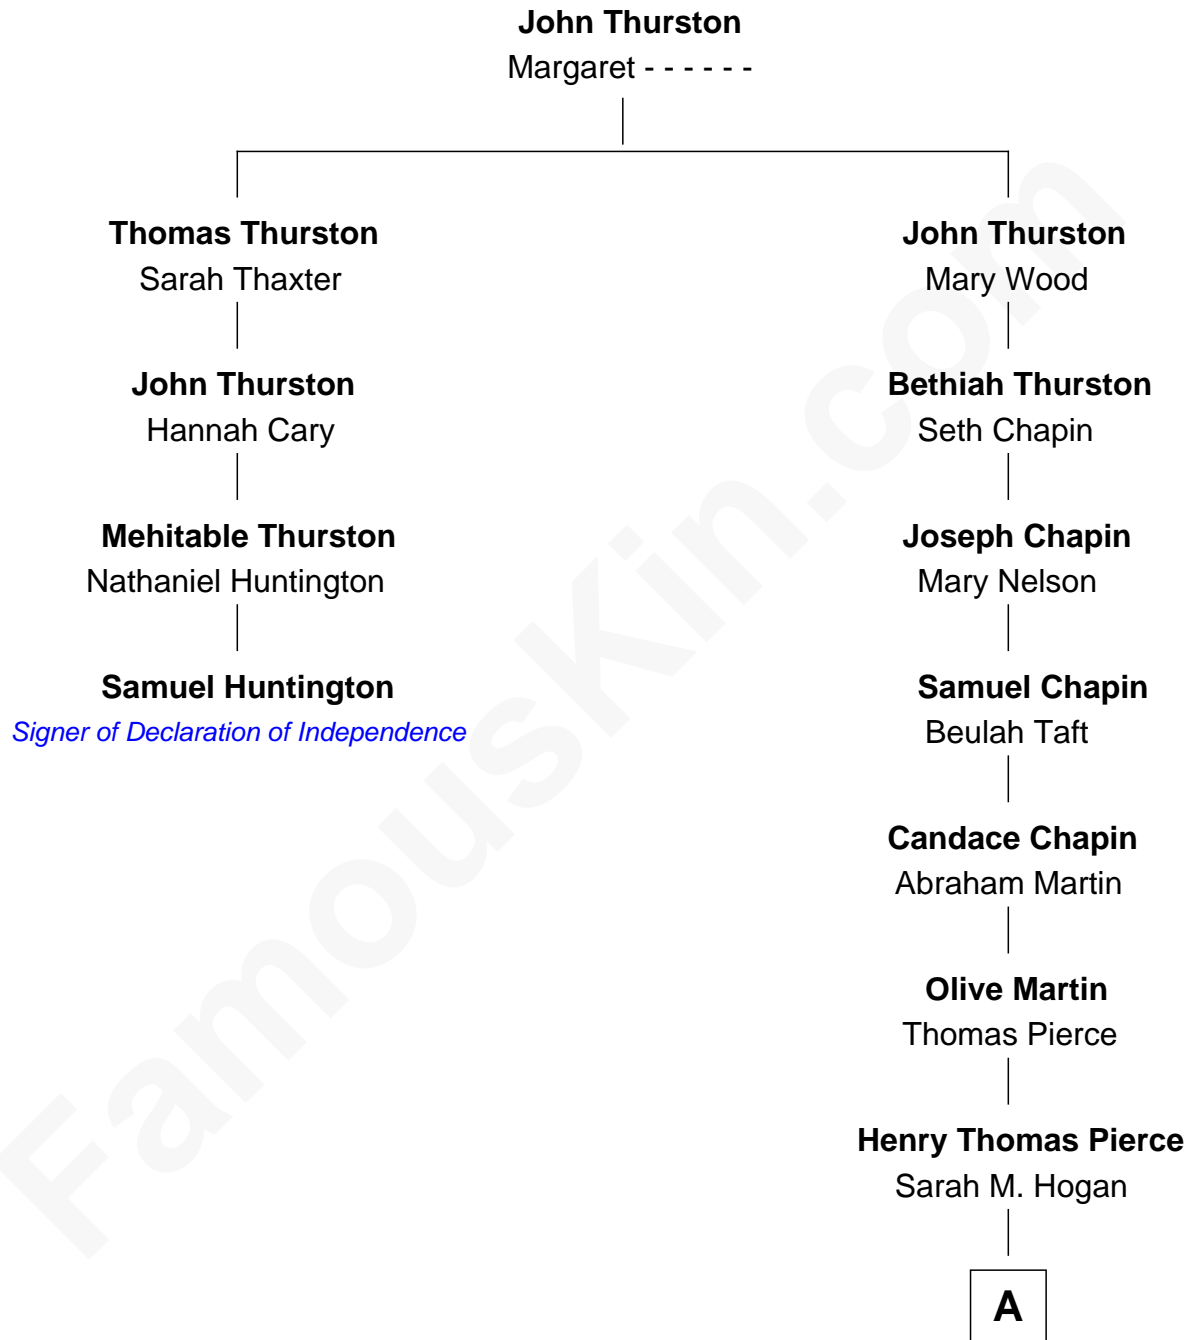 John Thurston
Margaret - - - - - -
Thomas Thurston
Sarah Thaxter
John Thurston
Hannah Cary
Mehitable Thurston
Nathaniel Huntington
Samuel Huntington
Signer of Declaration of Independence
John Thurston
Mary Wood
Bethiah Thurston
Seth Chapin
Joseph Chapin
Mary Nelson
Samuel Chapin
Beulah Taft
Candace Chapin
Abraham Martin
Olive Martin
Thomas Pierce
Henry Thomas Pierce
Sarah M. Hogan
A
FamousKin.com